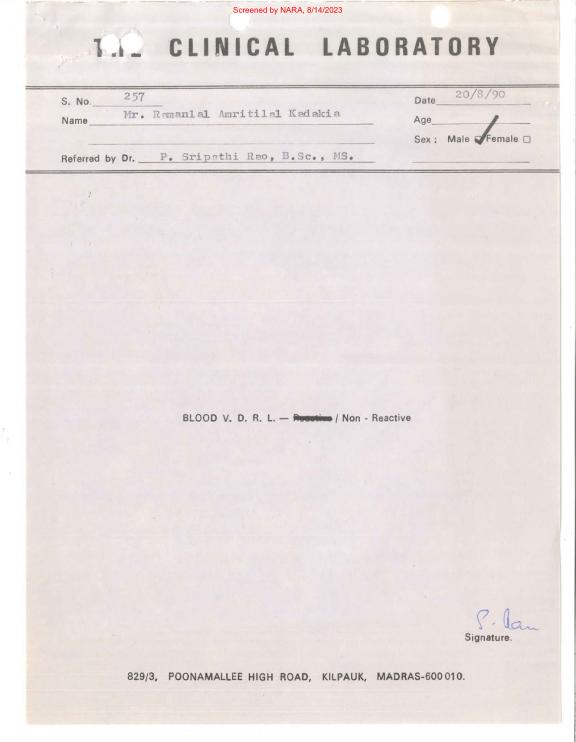 Screened by NARA, 8/14/2023
THE CLINICAL LABORATORY
S. No. 257
Date 20/8/90
Name Mr. Ramanlal Amritilal Kadakia
Age
Sex : Male ☑ Female ☐
Referred by Dr. P. Sripathi Rao, B.Sc., MS.
BLOOD V. D. R. L. — Reactive / Non - Reactive
Signature.
829/3, POONAMALLEE HIGH ROAD, KILPAUK, MADRAS-600 010.